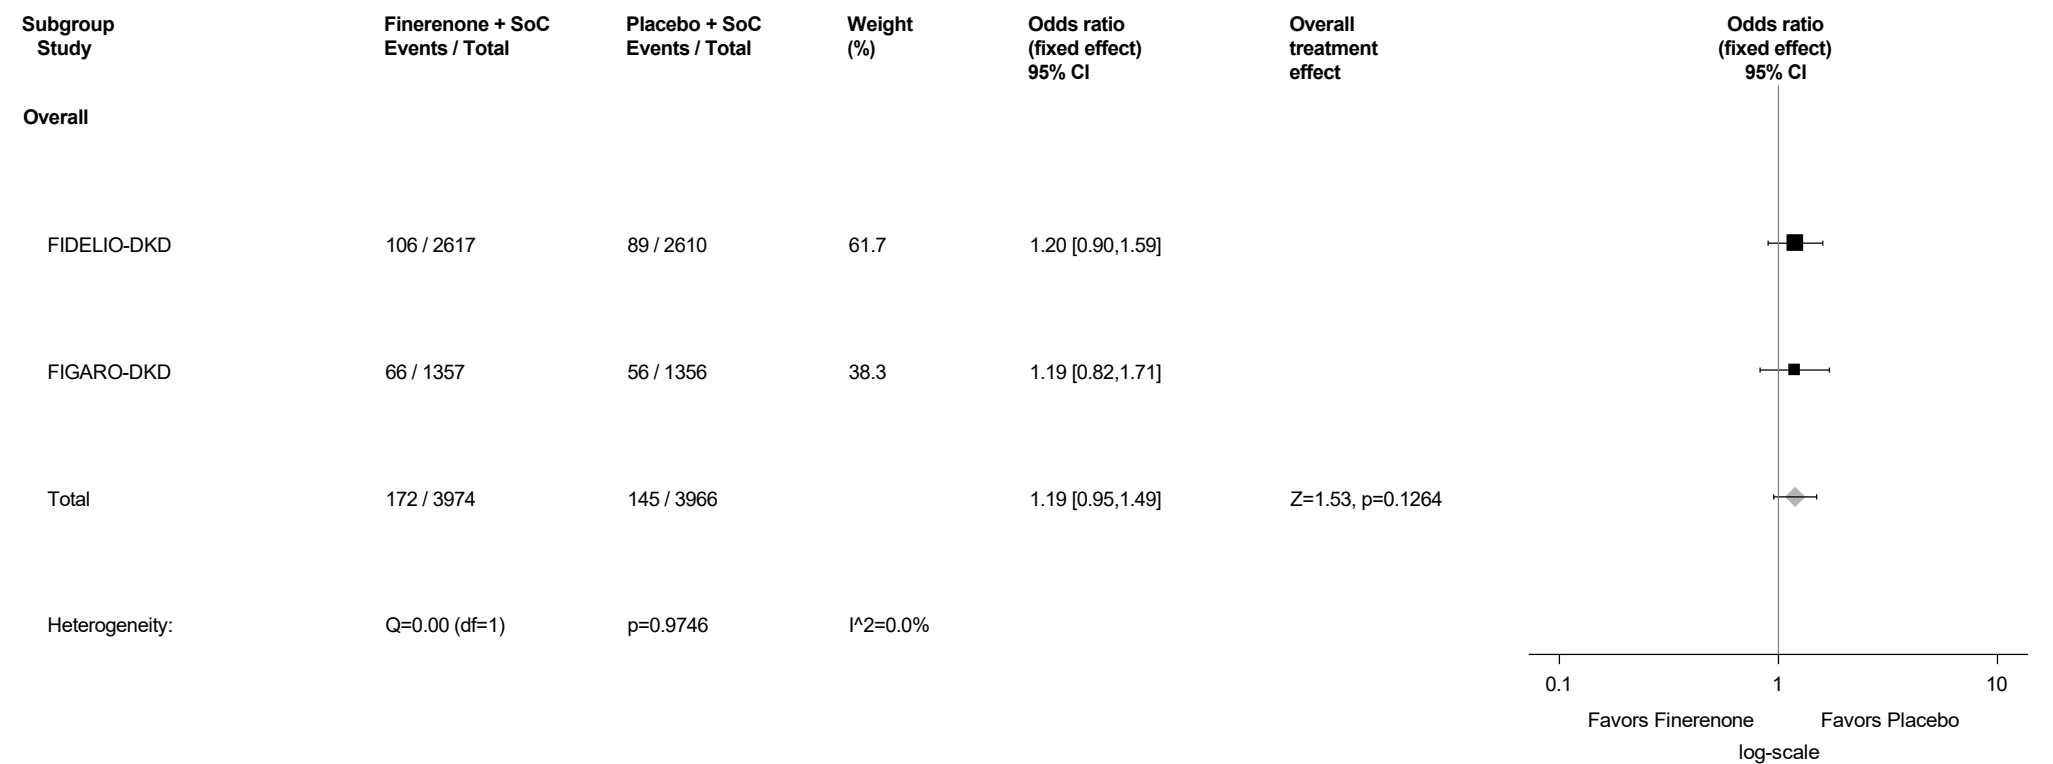 Subgroup Finerenone + SoC Placebo + SoC Weight Odds ratio Overall Odds ratio
Study Events / Total Events / Total (%) (fixed effect) treatment (fixed effect)
95% CI effect 95% CI
Overall
FIDELIO-DKD 106 / 2617 89 / 2610 61.7 1.20 [0.90,1.59]
FIGARO-DKD 66 / 1357 56 / 1356 38.3 1.19 [0.82,1.71]
Total 172 / 3974 145 / 3966 1.19 [0.95,1.49] Z=1.53, p=0.1264
Heterogeneity: Q=0.00 (df=1) p=0.9746 I^2=0.0%
0.1 1 10
Favors Finerenone Favors Placebo
log-scale